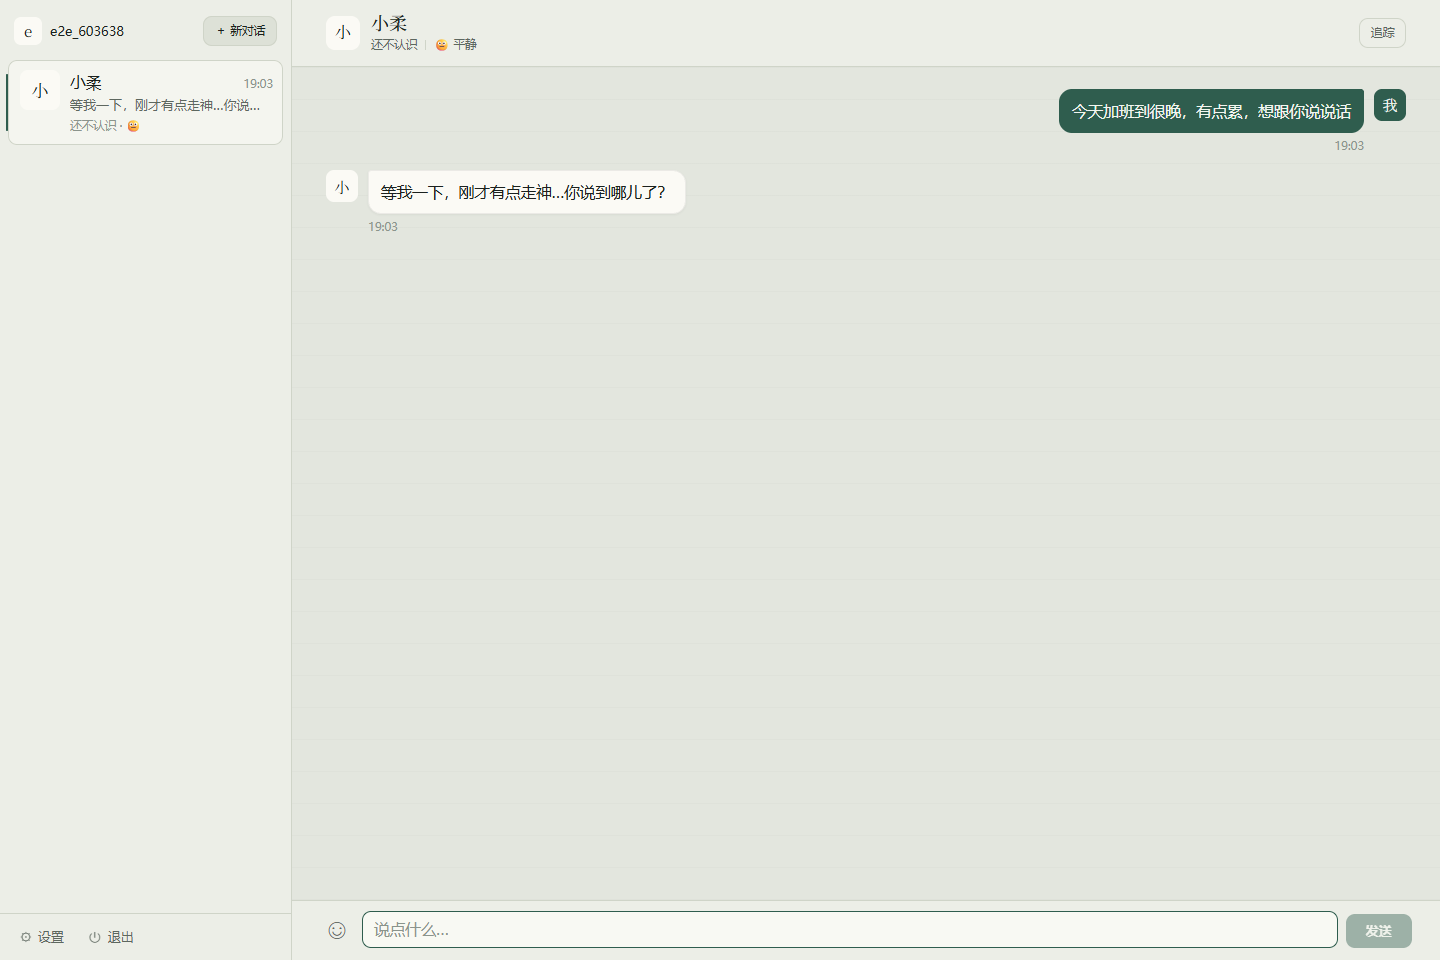 e
e2e_603638
+ 新对话
小
小柔
19:03
等我一下，刚才有点走神...你说...
还不认识 ·
设置
退出
小
小柔
还不认识
平静
追踪
今天加班到很晚，有点累，想跟你说说话
我
19:03
小
等我一下，刚才有点走神...你说到哪儿了？
19:03
说点什么...
发送